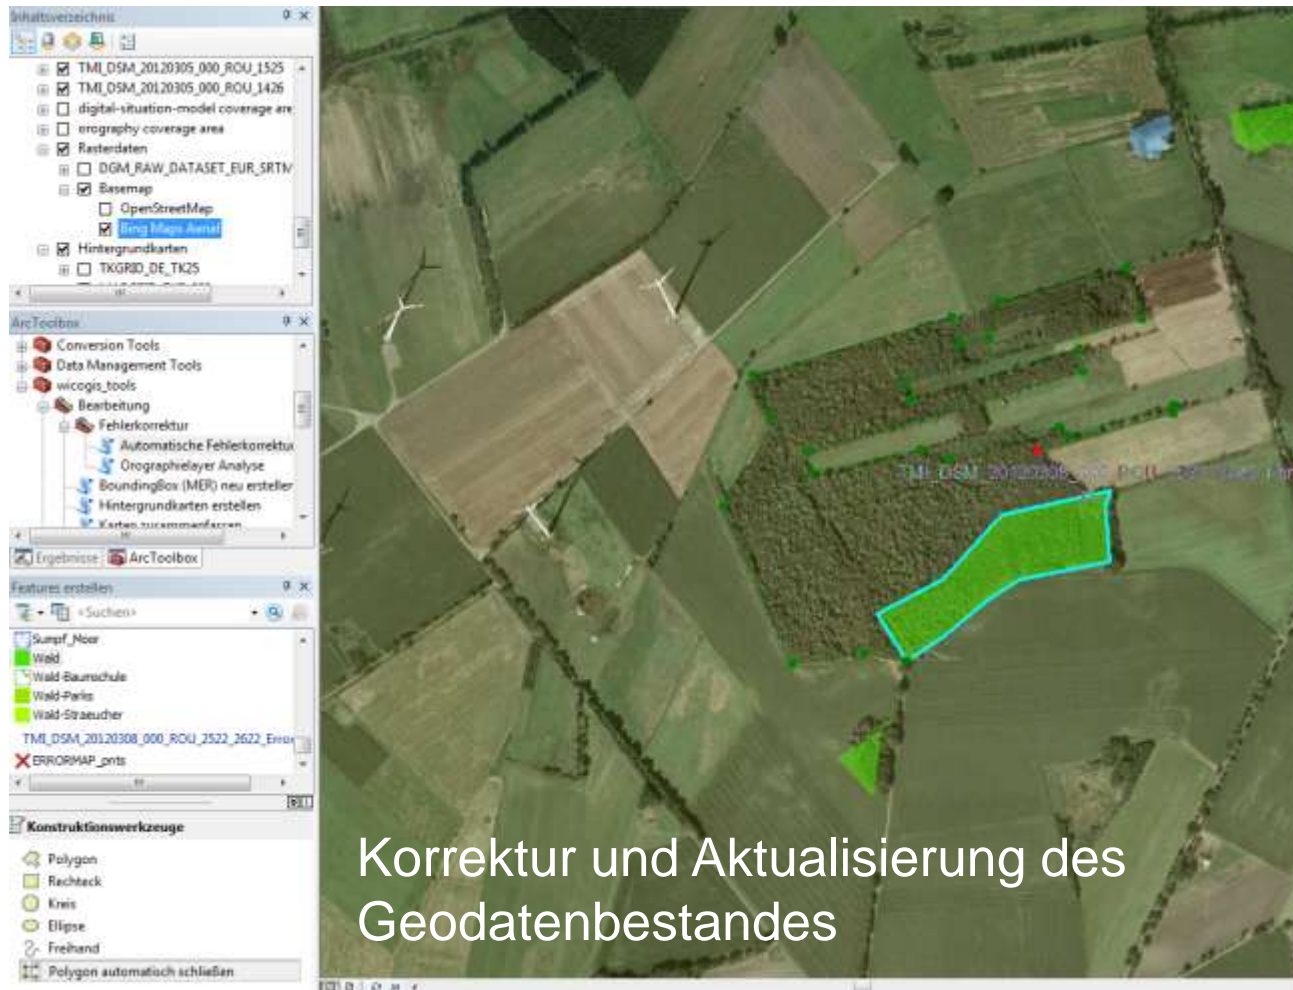 Inhaltsverzeichnis
TMI_DSM_20120305_000_ROU_1525
TMI_DSM_20120305_000_ROU_1426
digital-situation-model coverage are
orography coverage area
Rasterdaten
DGM_RAW_DATASET_EUR_SRTM
Basemap
OpenStreetMap
Bing Maps Aerial
Hintergrundkarten
TKGRID_DE_TK25
ArcToolbox
Conversion Tools
Data Management Tools
wicogis_tools
Bearbeitung
Fehlerkorrektur
Automatische Fehlerkorrektur
Orographielayer Analyse
BoundingBox (MER) neu erstellen
Hintergrundkarten erstellen
Karten zusammenfassen
Ergebnisse ArcToolbox
Features erstellen
<Suchen>
Sumpf_Moor
Wald
Wald-Baumschule
Wald-Parks
Wald-Straeucher
TMI_DSM_20120308_000_ROU_2522_2622_Error
ERRORMAP_pnts
Konstruktionswerkzeuge
Polygon
Rechteck
Kreis
Ellipse
Freihand
Polygon automatisch schließen
Korrektur und Aktualisierung des
Geodatenbestandes